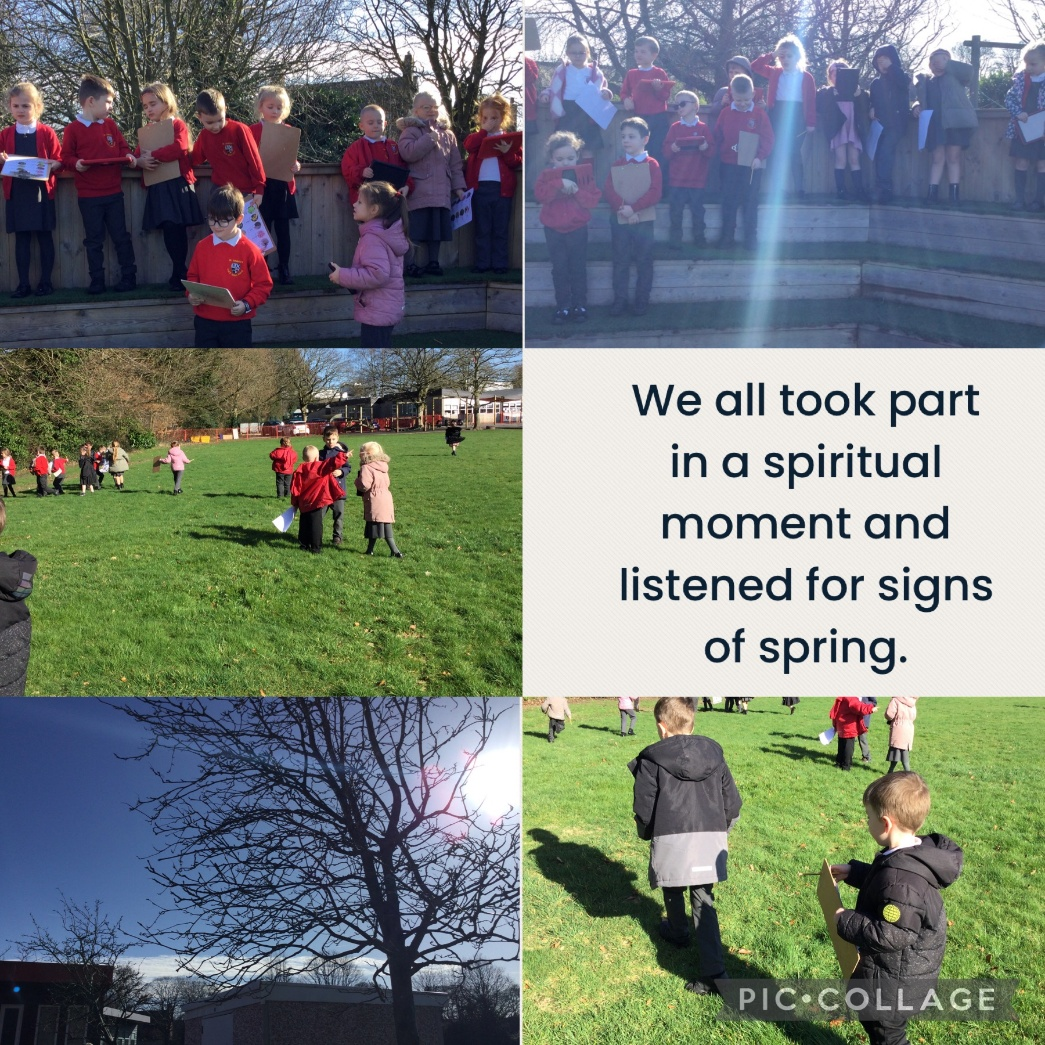 We all took part
in a spiritual
moment and
listened for signs
of spring.
PIC•COLLAGE